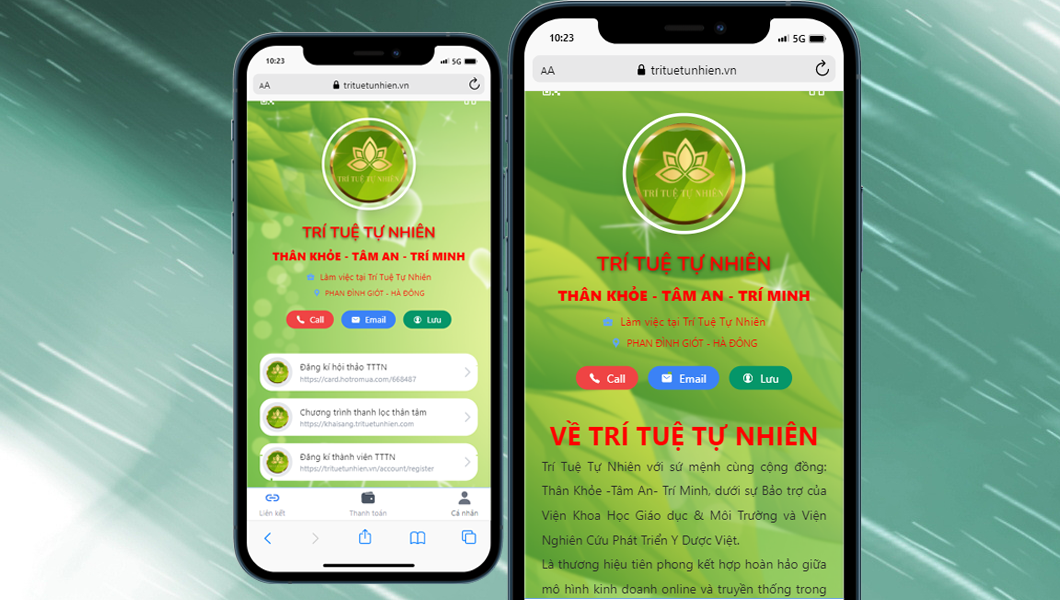 10:23
5G
AA
trituetunhien.vn
TRÍ TUỆ TỰ NHIÊN
TRÍ TUỆ TỰ NHIÊN
THÂN KHỎE - TÂM AN - TRÍ MINH
Làm việc tại Trí Tuệ Tự Nhiên
PHAN ĐÌNH GIÓT - HÀ ĐÔNG
Call
Email
Lưu
Đăng kí hội thảo TTTN
https://card.hotromua.com/668487
Chương trình thanh lọc thân tâm
https://khaisang.trituetunhien.com
Đăng kí thành viên TTTN
https://trituetunhien.vn/account/register
Liên kết
Thanh toán
Cá nhân
10:23
5G
AA
trituetunhien.vn
TRÍ TUỆ TỰ NHIÊN
TRÍ TUỆ TỰ NHIÊN
THÂN KHỎE - TÂM AN - TRÍ MINH
Làm việc tại Trí Tuệ Tự Nhiên
PHAN ĐÌNH GIÓT - HÀ ĐÔNG
Call
Email
Lưu
VỀ TRÍ TUỆ TỰ NHIÊN
Trí Tuệ Tự Nhiên với sứ mệnh cùng cộng đồng:
Thân Khỏe -Tâm An- Trí Minh, dưới sự Bảo trợ của
Viện Khoa Học Giáo dục & Môi Trường và Viện
Nghiên Cứu Phát Triển Y Dược Việt.
Là thương hiệu tiên phong kết hợp hoàn hảo giữa
mô hình kinh doanh online và truyền thống trong